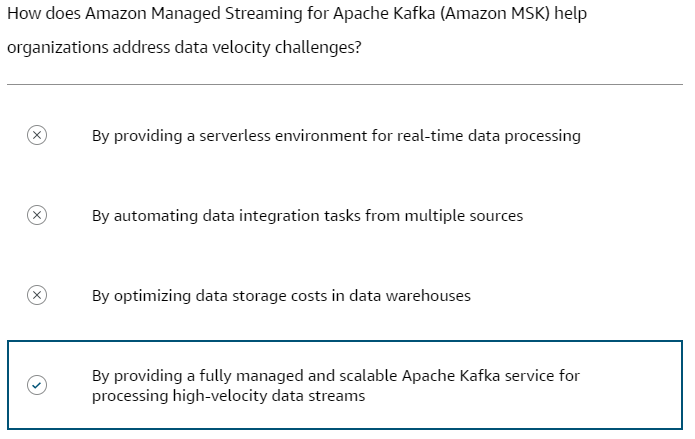 How does Amazon Managed Streaming for Apache Kafka (Amazon MSK) help
organizations address data velocity challenges?
By providing a serverless environment for real-time data processing
By automating data integration tasks from multiple sources
By optimizing data storage costs in data warehouses
By providing a fully managed and scalable Apache Kafka service for
processing high-velocity data streams